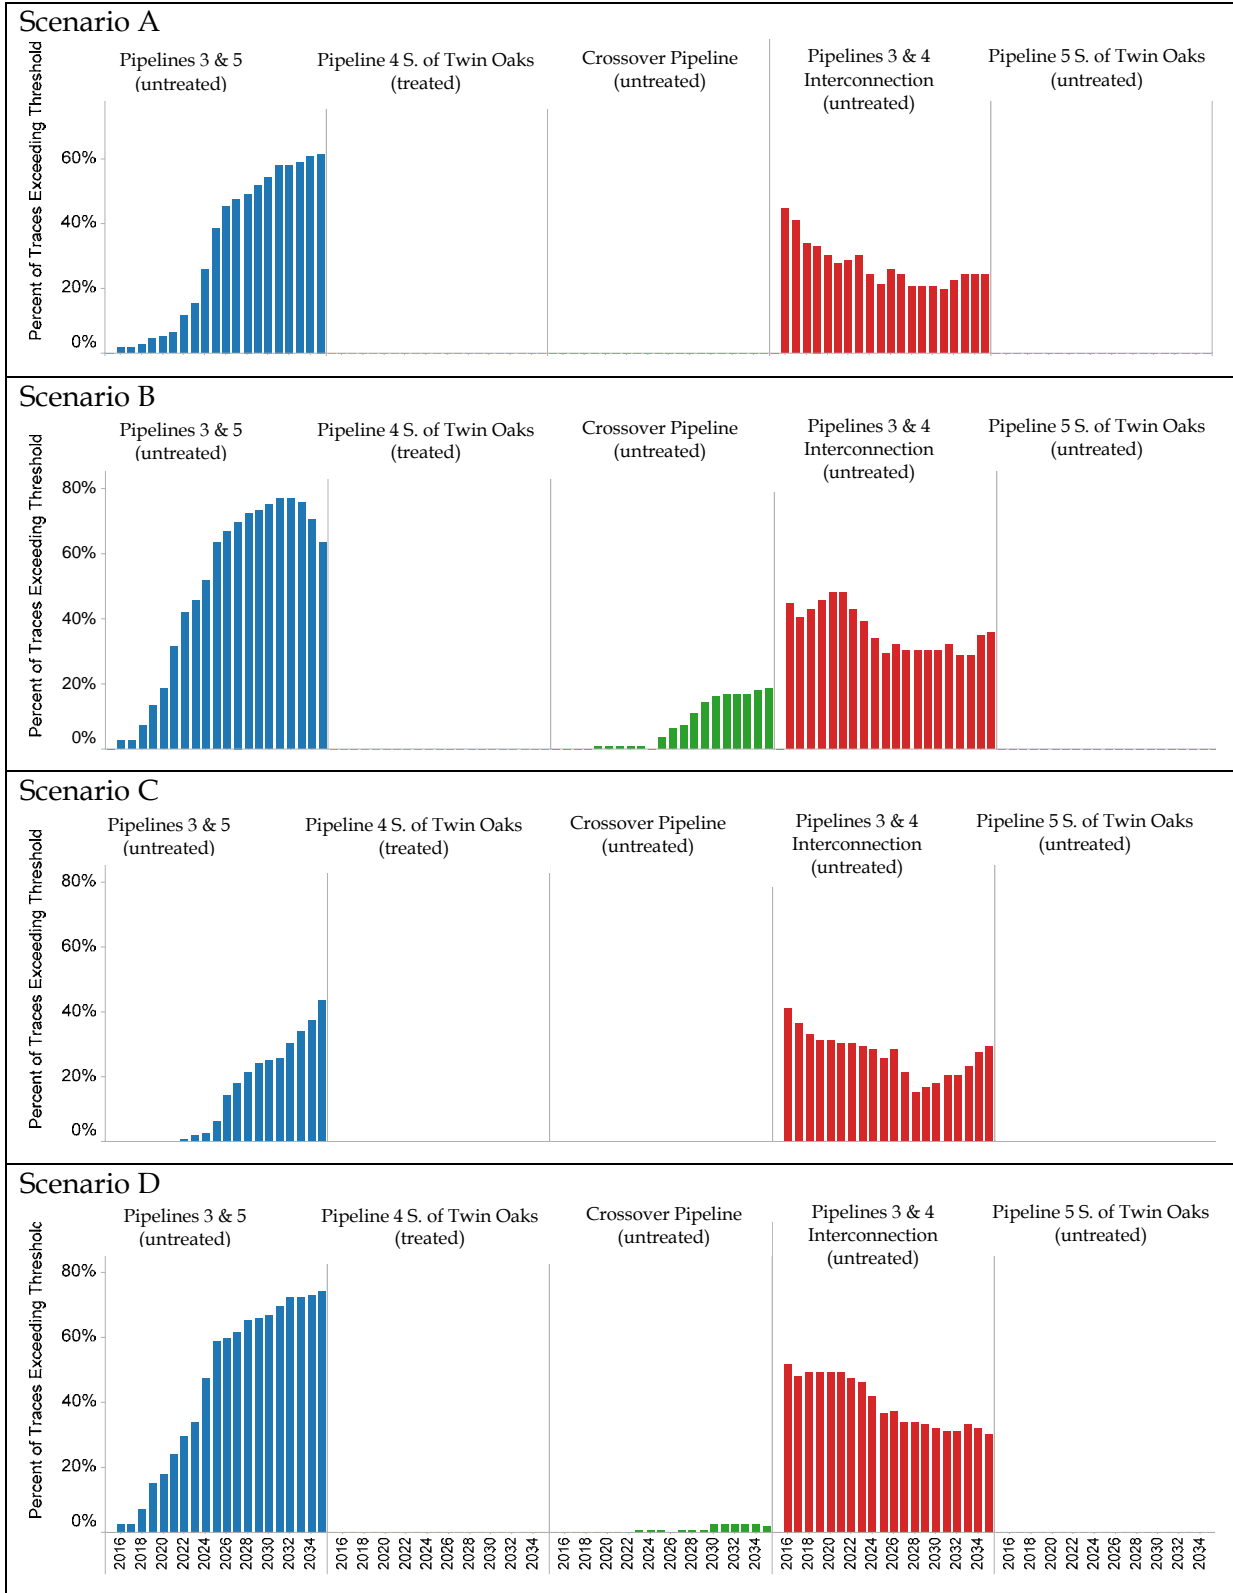 Scenario A
Pipelines 3 & 5
(untreated)
Pipeline 4 S. of Twin Oaks
(treated)
Crossover Pipeline
(untreated)
Pipelines 3 & 4
Interconnection
(untreated)
Pipeline 5 S. of Twin Oaks
(untreated)
Percent of Traces Exceeding Threshold
60%
40%
20%
0%
Scenario B
Pipelines 3 & 5
(untreated)
Pipeline 4 S. of Twin Oaks
(treated)
Crossover Pipeline
(untreated)
Pipelines 3 & 4
Interconnection
(untreated)
Pipeline 5 S. of Twin Oaks
(untreated)
Percent of Traces Exceeding Threshold
80%
60%
40%
20%
0%
Scenario C
Pipelines 3 & 5
(untreated)
Pipeline 4 S. of Twin Oaks
(treated)
Crossover Pipeline
(untreated)
Pipelines 3 & 4
Interconnection
(untreated)
Pipeline 5 S. of Twin Oaks
(untreated)
Percent of Traces Exceeding Threshold
80%
60%
40%
20%
0%
Scenario D
Pipelines 3 & 5
(untreated)
Pipeline 4 S. of Twin Oaks
(treated)
Crossover Pipeline
(untreated)
Pipelines 3 & 4
Interconnection
(untreated)
Pipeline 5 S. of Twin Oaks
(untreated)
Percent of Traces Exceeding Threshold
80%
60%
40%
20%
0%
2016 2018 2020 2022 2024 2026 2028 2030 2032 2034 2016 2018 2020 2022 2024 2026 2028 2030 2032 2034 2016 2018 2020 2022 2024 2026 2028 2030 2032 2034 2016 2018 2020 2022 2024 2026 2028 2030 2032 2034 2016 2018 2020 2022 2024 2026 2028 2030 2032 2034